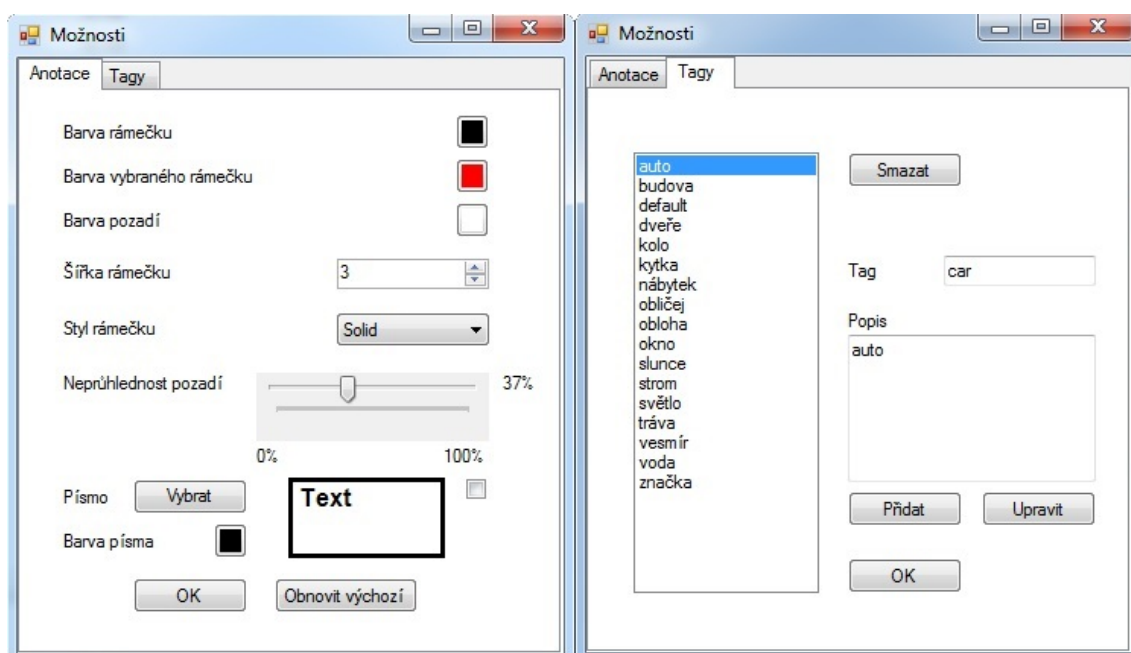 Možnosti
Anotace Tagy
Barva rámečku
Barva vybraného rámečku
Barva pozadí
Šířka rámečku 3
Styl rámečku Solid
Neprůhlednost pozadí 37%
0% 100%
Písmo Vybrat Text
Barva písma
OK Obnovit výchozí
Možnosti
Anotace Tagy
auto
budova
default
dveře
kolo
kytka
nábytek
obličej
obloha
okno
slunce
strom
světlo
tráva
vesmír
voda
značka
Smazat
Tag car
Popis
auto
Přidat Upravit
OK